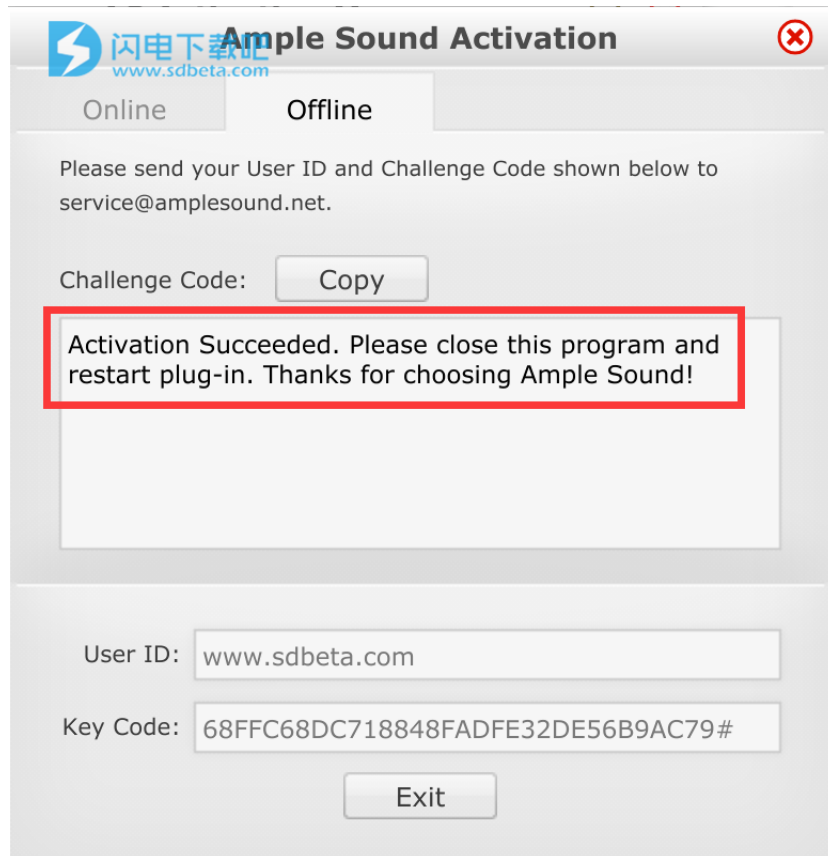 闪电下载吧
www.sdbeta.com
Ample Sound Activation
Online
Offline
Please send your User ID and Challenge Code shown below to
service@amplesound.net.
Challenge Code:
Copy
Activation Succeeded. Please close this program and
restart plug-in. Thanks for choosing Ample Sound!
User ID:
www.sdbeta.com
Key Code:
68FFC68DC718848FADFE32DE56B9AC79#
Exit